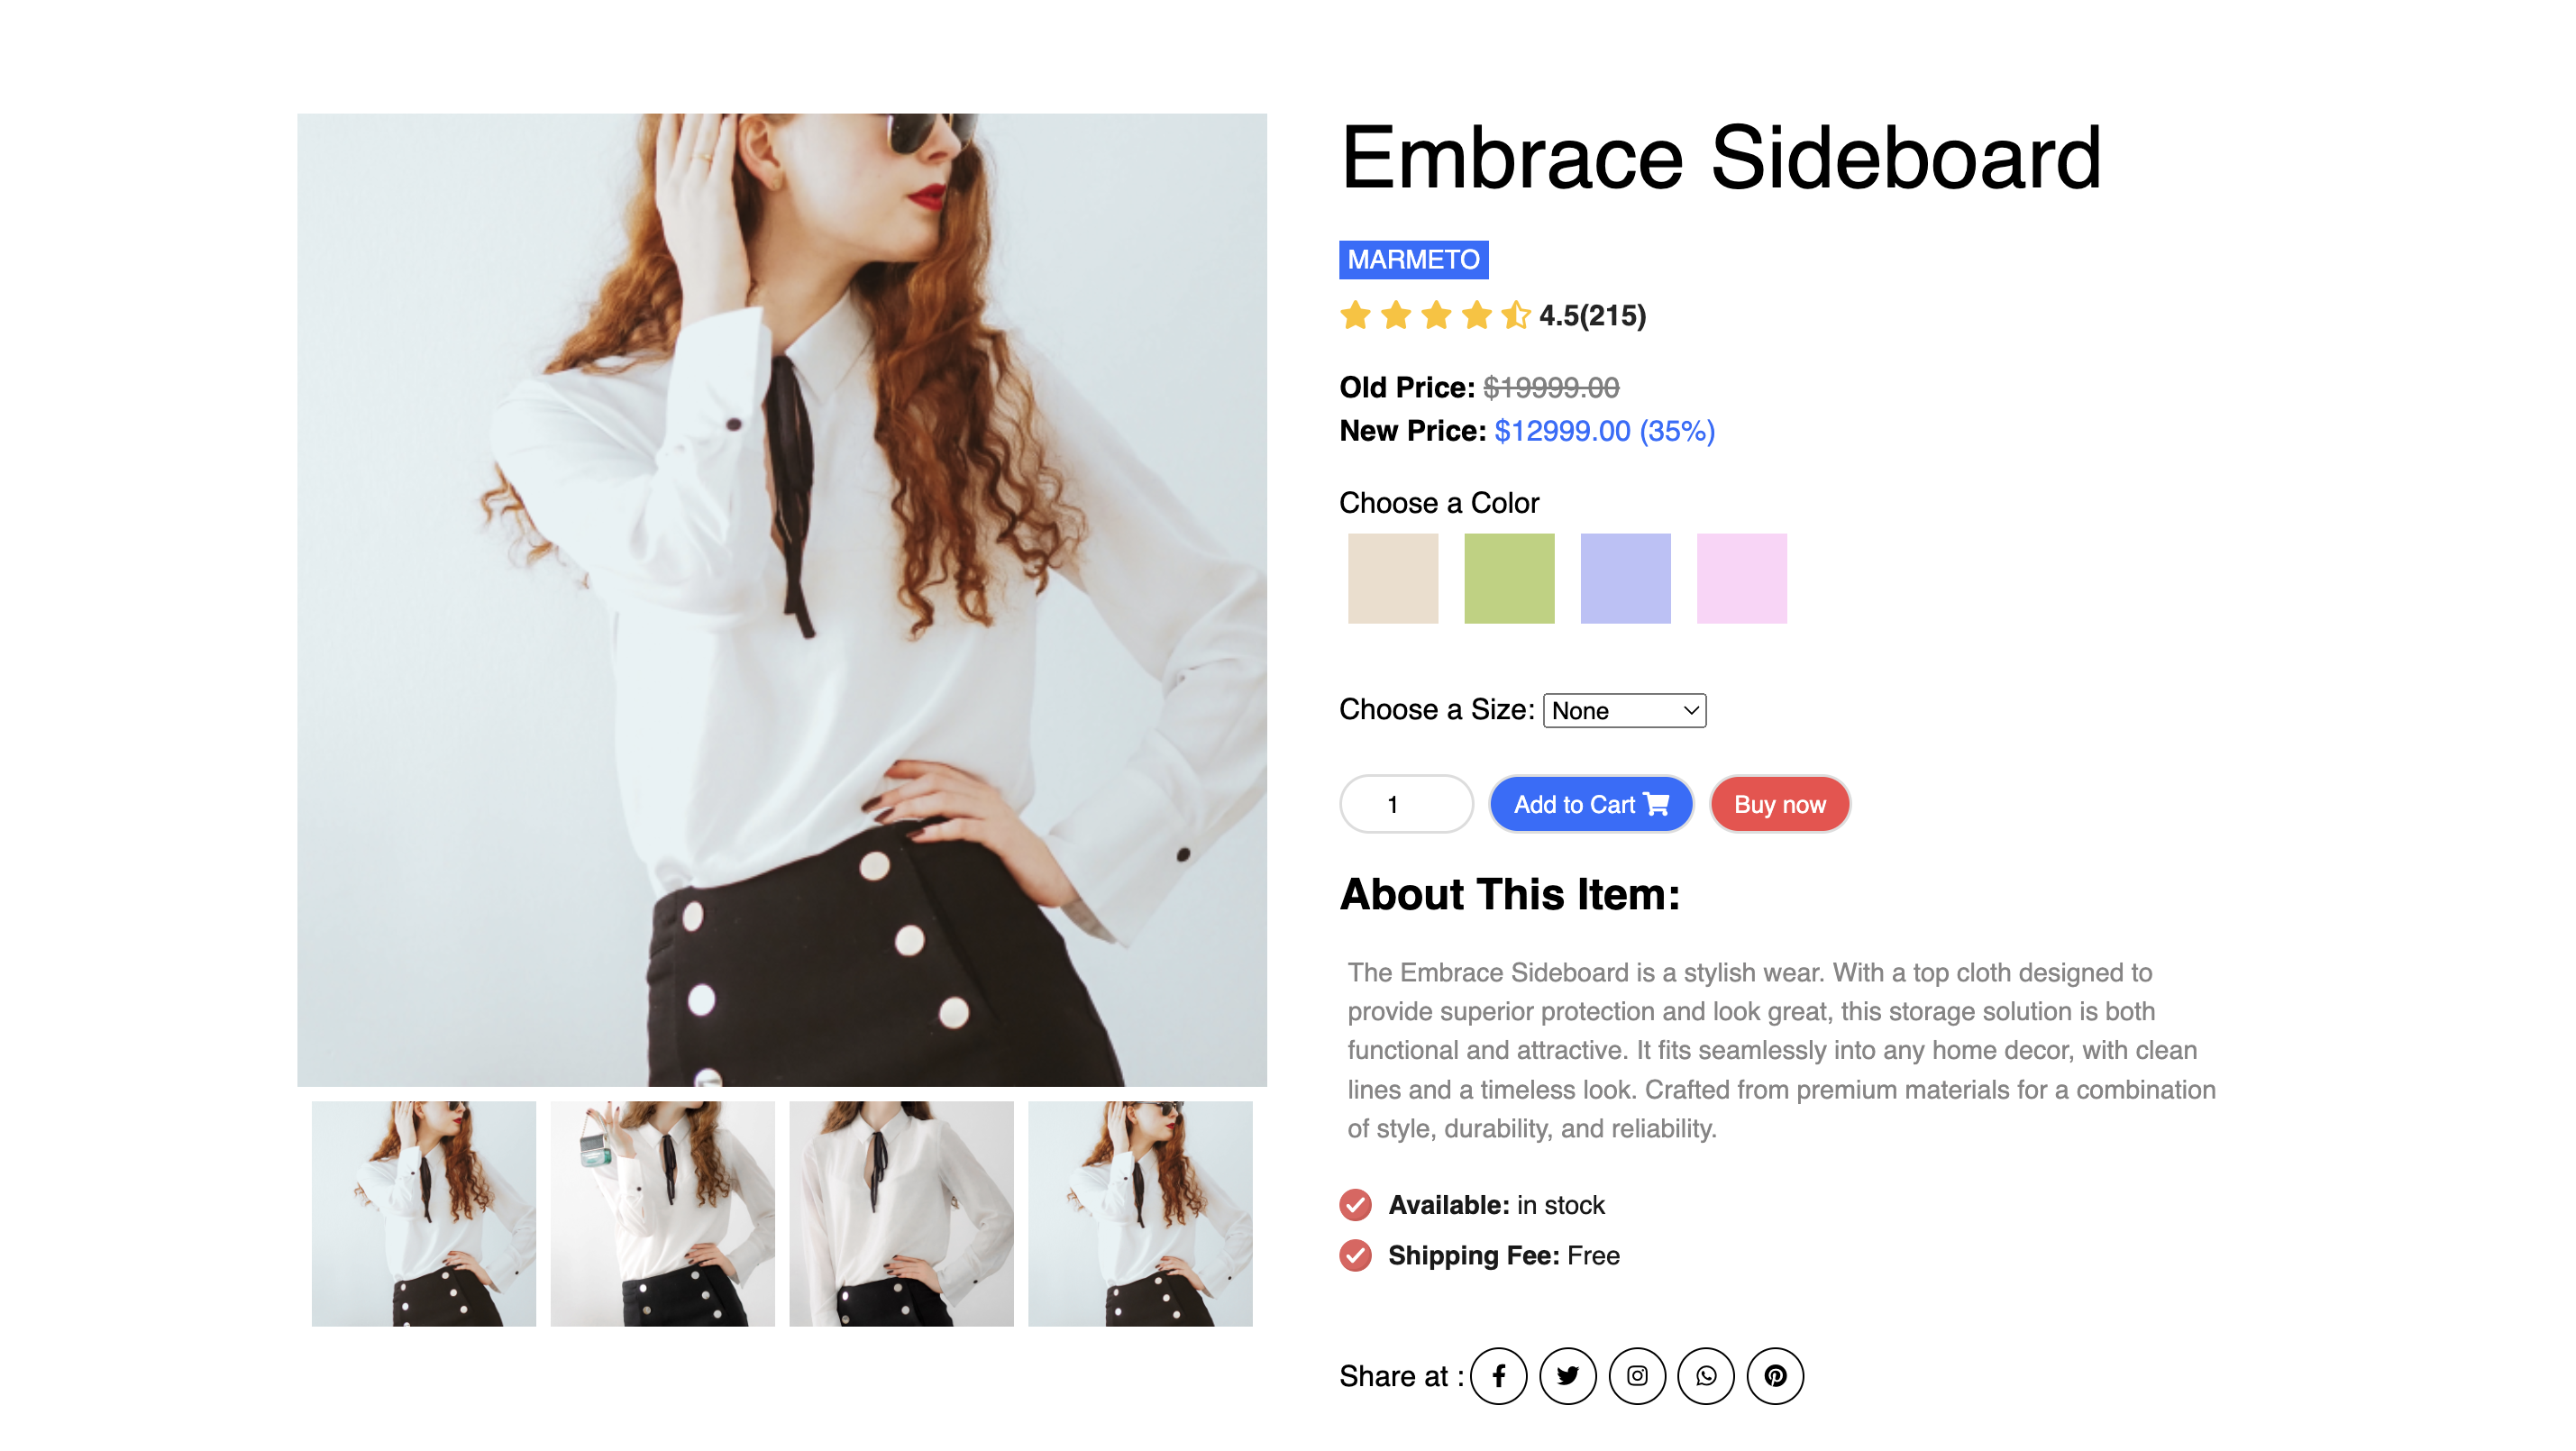 Embrace Sideboard
MARMETO
4.5(215)
Old Price: $19999.00
New Price: $12999.00 (35%)
Choose a Color
Choose a Size: None
1 Add to Cart Buy now
About This Item:
The Embrace Sideboard is a stylish wear. With a top cloth designed to
provide superior protection and look great, this storage solution is both
functional and attractive. It fits seamlessly into any home decor, with clean
lines and a timeless look. Crafted from premium materials for a combination
of style, durability, and reliability.
Available: in stock
Shipping Fee: Free
Share at :